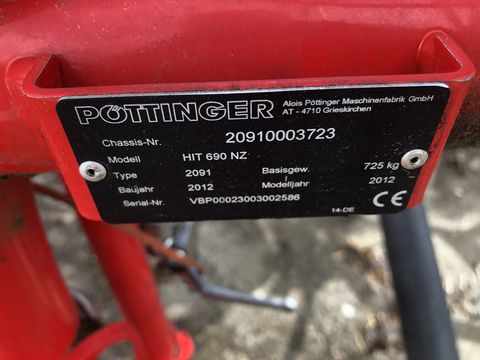 PÖTTINGER Alois Pöttinger Maschinenfabrik GmbH
AT - 4710 Grieskirchen
Chassis-Nr. 20910003723
Modell HIT 690 NZ
Type 2091 Basisgew. 725 kg
Baujahr 2012 Modelljahr 2012
Serial-Nr. VBP00023003002586 CE
14-DE